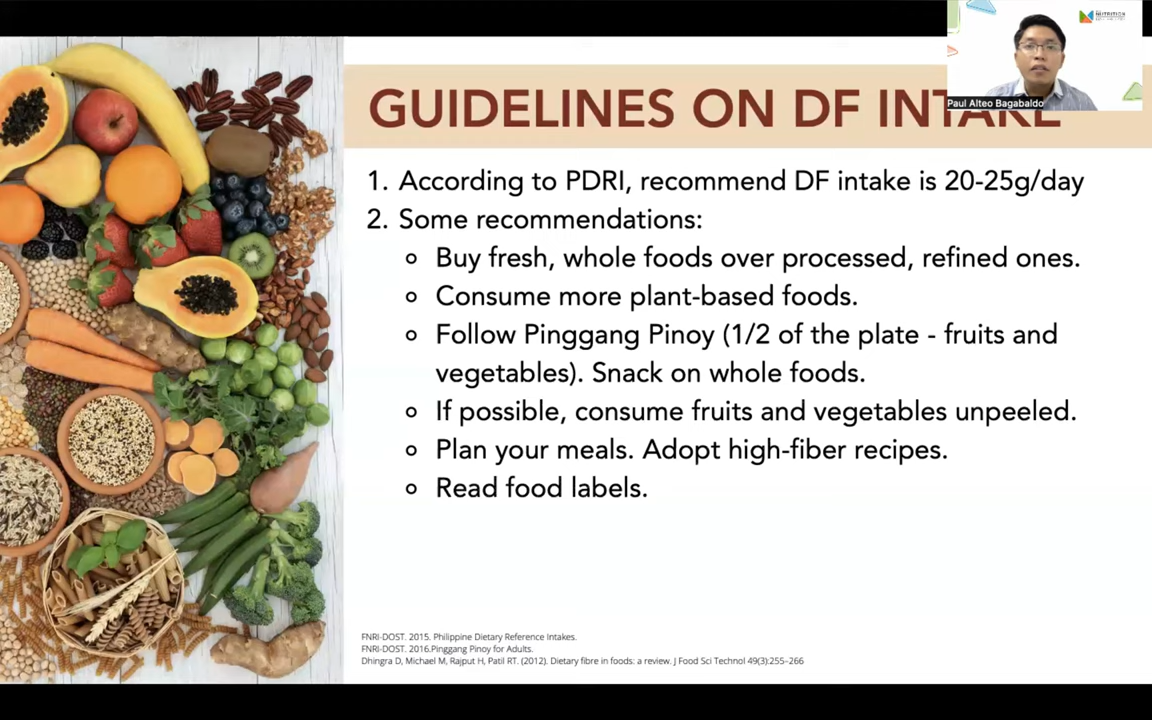 THE
NUTRITION
Paul Alteo Bagabaldo
GUIDELINES ON DF INTAKE
1. According to PDRI, recommend DF intake is 20-25g/day
2. Some recommendations:
Buy fresh, whole foods over processed, refined ones.
Consume more plant-based foods.
Follow Pinggang Pinoy (1/2 of the plate - fruits and
vegetables). Snack on whole foods.
If possible, consume fruits and vegetables unpeeled.
Plan your meals. Adopt high-fiber recipes.
Read food labels.
FNRI-DOST. 2015. Philippine Dietary Reference Intakes.
FNRI-DOST. 2016.Pinggang Pinoy for Adults.
Dhingra D, Michael M, Rajput H, Patil RT. (2012). Dietary fibre in foods: a review. J Food Sci Technol 49(3):255–266